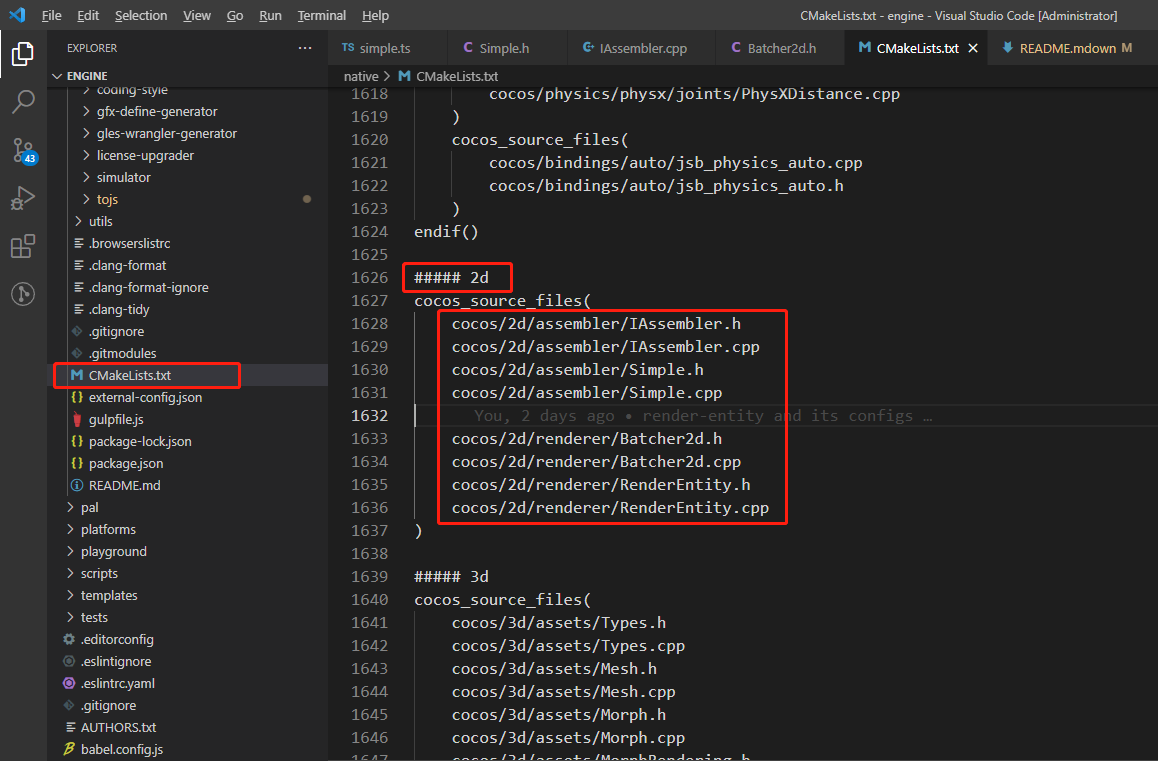 File Edit Selection View Go Run Terminal Help CMakeLists.txt - engine - Visual Studio Code [Administrator]
EXPLORER ···
ENGINE
coding-style
gfx-define-generator
gles-wrangler-generator
license-upgrader
simulator
tojs
utils
.browserslistrc
.clang-format
.clang-format-ignore
.clang-tidy
.gitignore
.gitmodules
M CMakeLists.txt
{} external-config.json
gulpfile.js
{} package-lock.json
{} package.json
README.md
pal
platforms
playground
scripts
templates
tests
.editorconfig
.eslintignore
.eslintrc.yaml
.gitignore
AUTHORS.txt
babel.config.js
43
TS simple.ts C Simple.h C+ IAssembler.cpp C Batcher2d.h M CMakeLists.txt × README.mdown M
native > M CMakeLists.txt
1618 cocos/physics/physx/joints/PhysXDistance.cpp
1619 )
1620 cocos_source_files(
1621 cocos/bindings/auto/jsb_physics_auto.cpp
1622 cocos/bindings/auto/jsb_physics_auto.h
1623 )
1624 endif()
1625
1626 ##### 2d
1627 cocos_source_files(
1628 cocos/2d/assembler/IAssembler.h
1629 cocos/2d/assembler/IAssembler.cpp
1630 cocos/2d/assembler/Simple.h
1631 cocos/2d/assembler/Simple.cpp
1632 You, 2 days ago • render-entity and its configs …
1633 cocos/2d/renderer/Batcher2d.h
1634 cocos/2d/renderer/Batcher2d.cpp
1635 cocos/2d/renderer/RenderEntity.h
1636 cocos/2d/renderer/RenderEntity.cpp
1637 )
1638
1639 ##### 3d
1640 cocos_source_files(
1641 cocos/3d/assets/Types.h
1642 cocos/3d/assets/Types.cpp
1643 cocos/3d/assets/Mesh.h
1644 cocos/3d/assets/Mesh.cpp
1645 cocos/3d/assets/Morph.h
1646 cocos/3d/assets/Morph.cpp
1647 cocos/3d/assets/MorphRendering.h